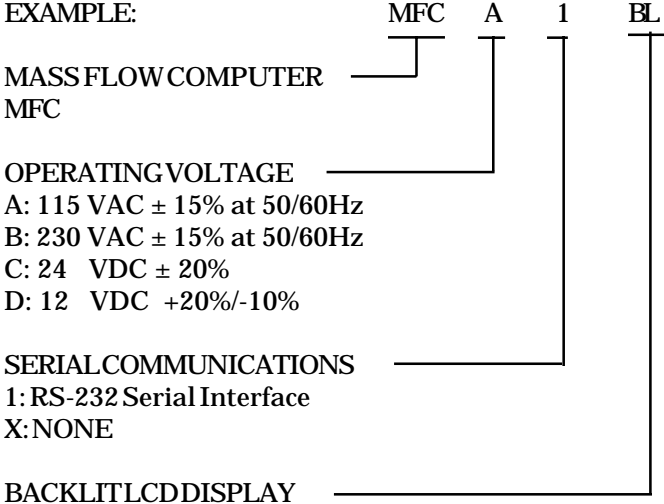 EXAMPLE: MFC A 1 BL
MASS FLOW COMPUTER
MFC
OPERATING VOLTAGE
A: 115 VAC ± 15% at 50/60Hz
B: 230 VAC ± 15% at 50/60Hz
C: 24 VDC ± 20%
D: 12 VDC +20%/-10%
SERIAL COMMUNICATIONS
1: RS-232 Serial Interface
X: NONE
BACKLIT LCD DISPLAY